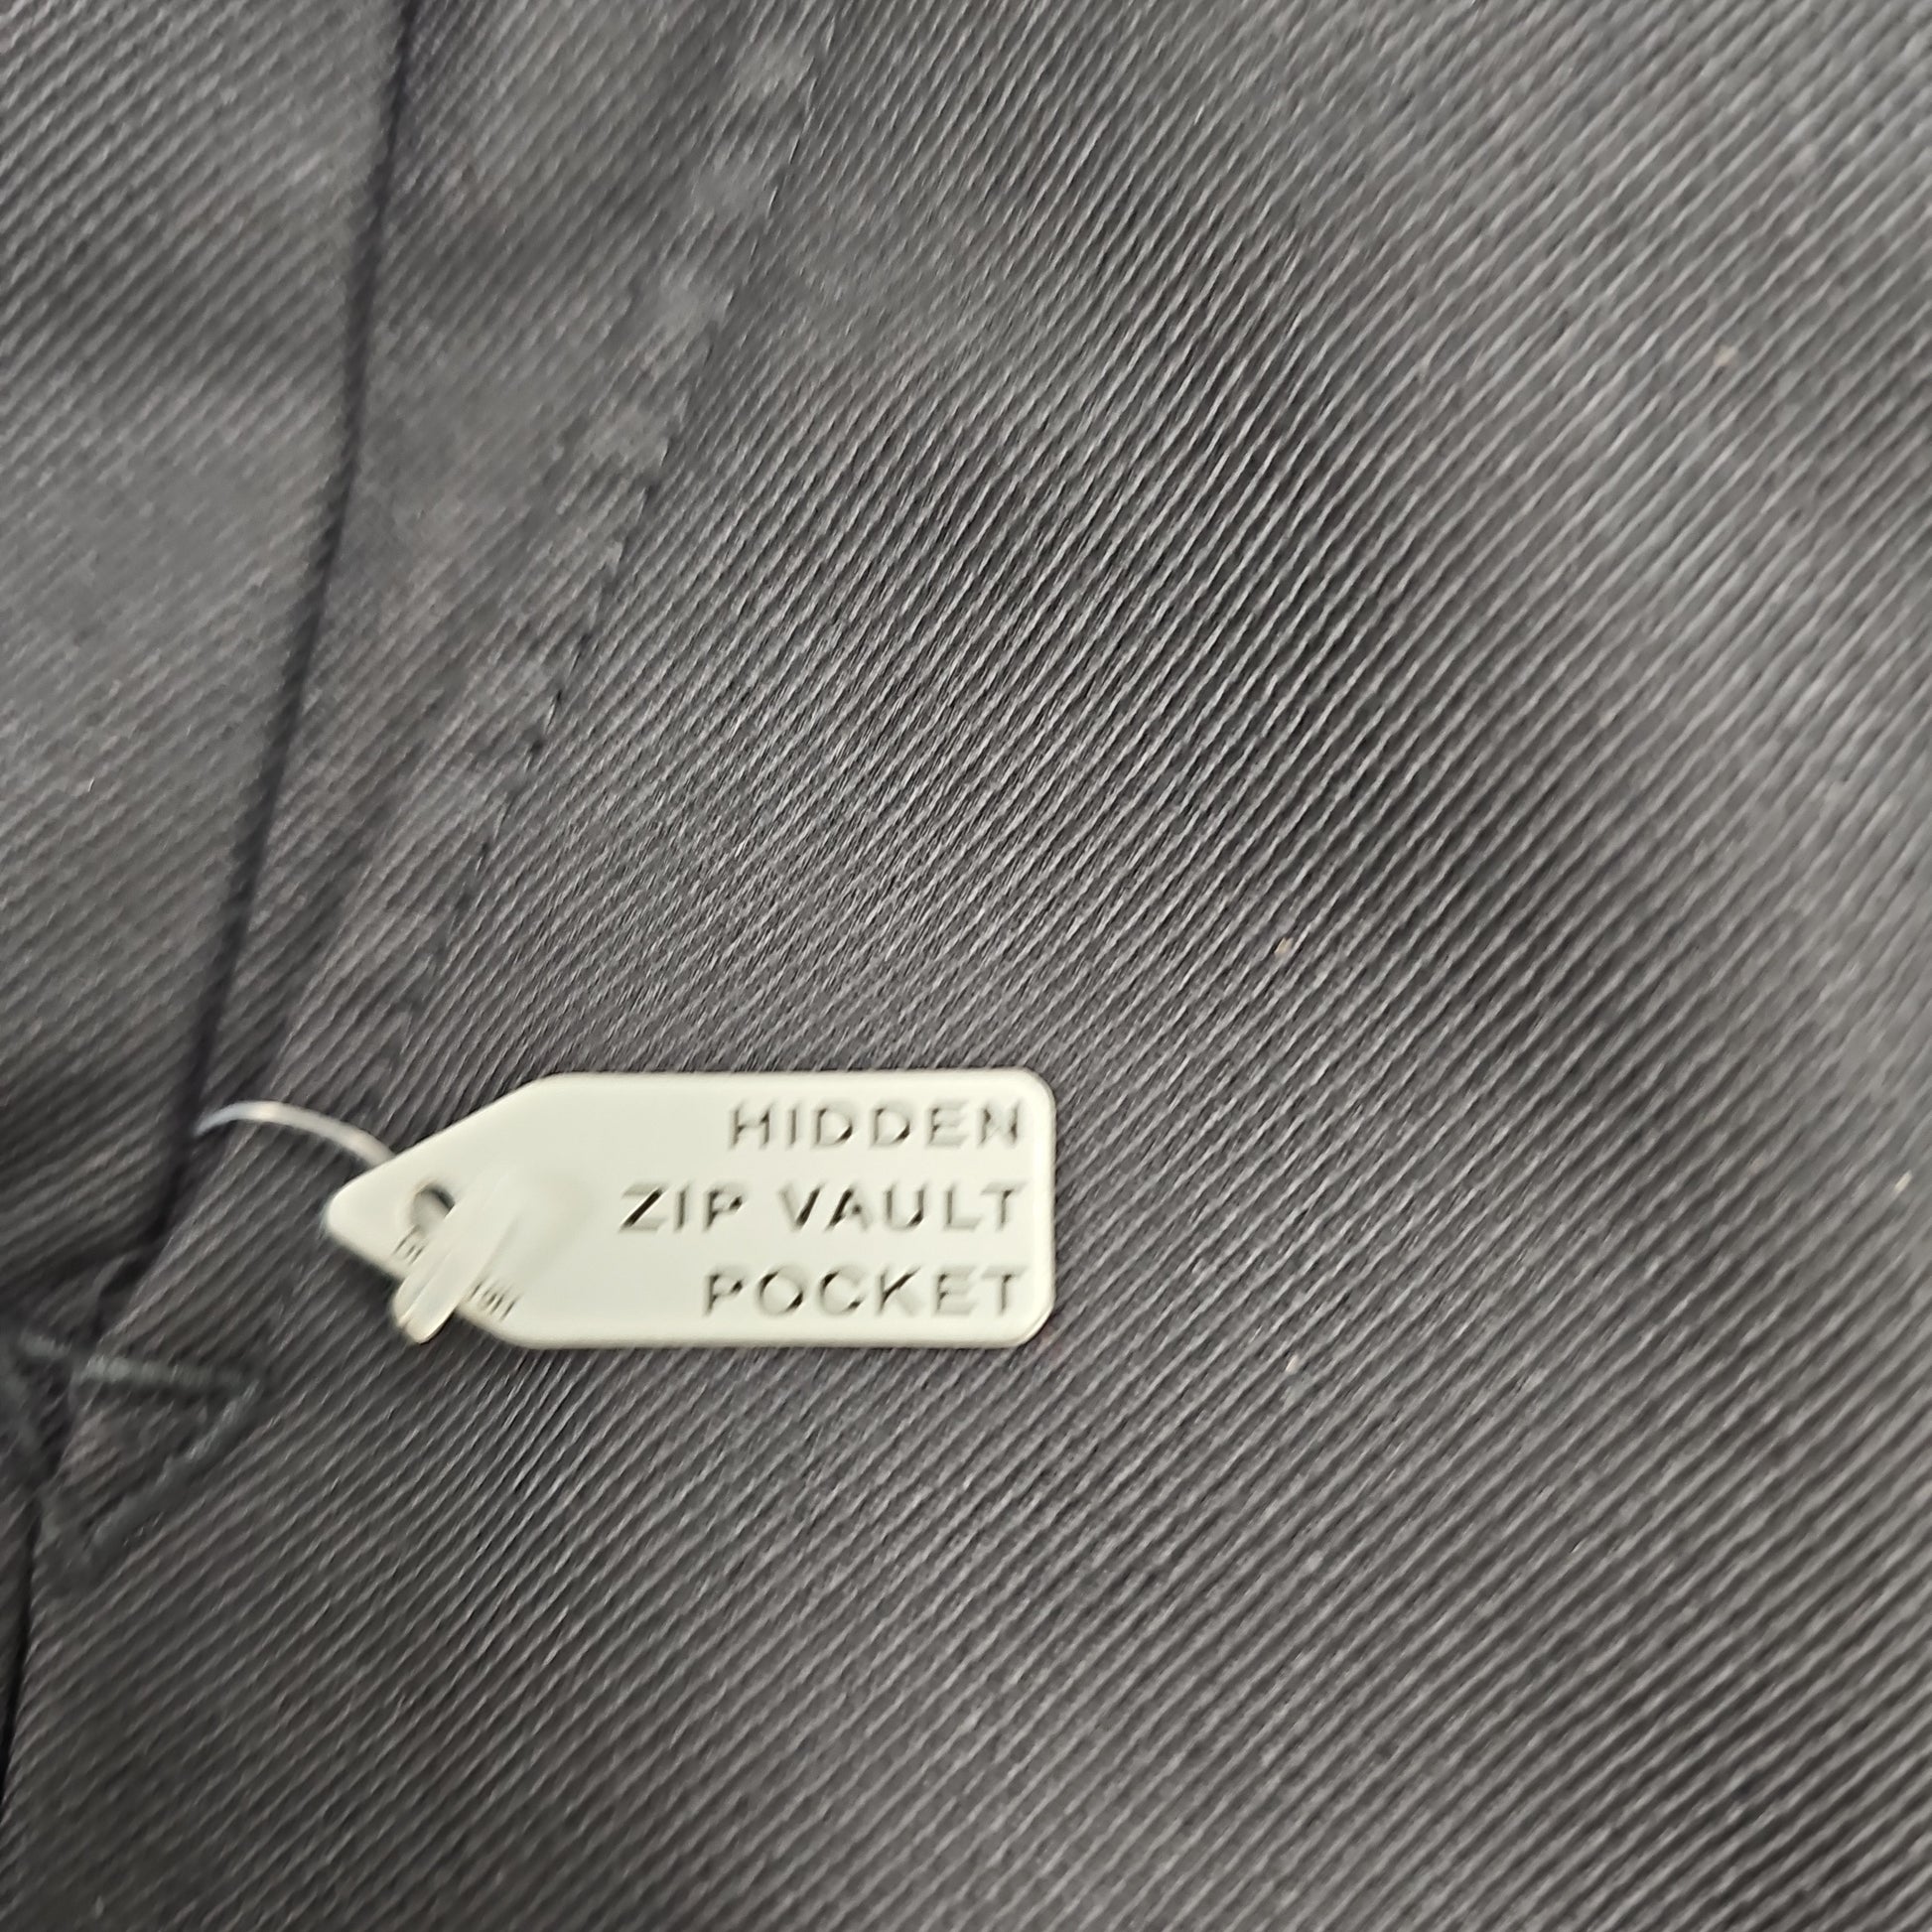 HIDDEN
ZIP VAULT
POCKET